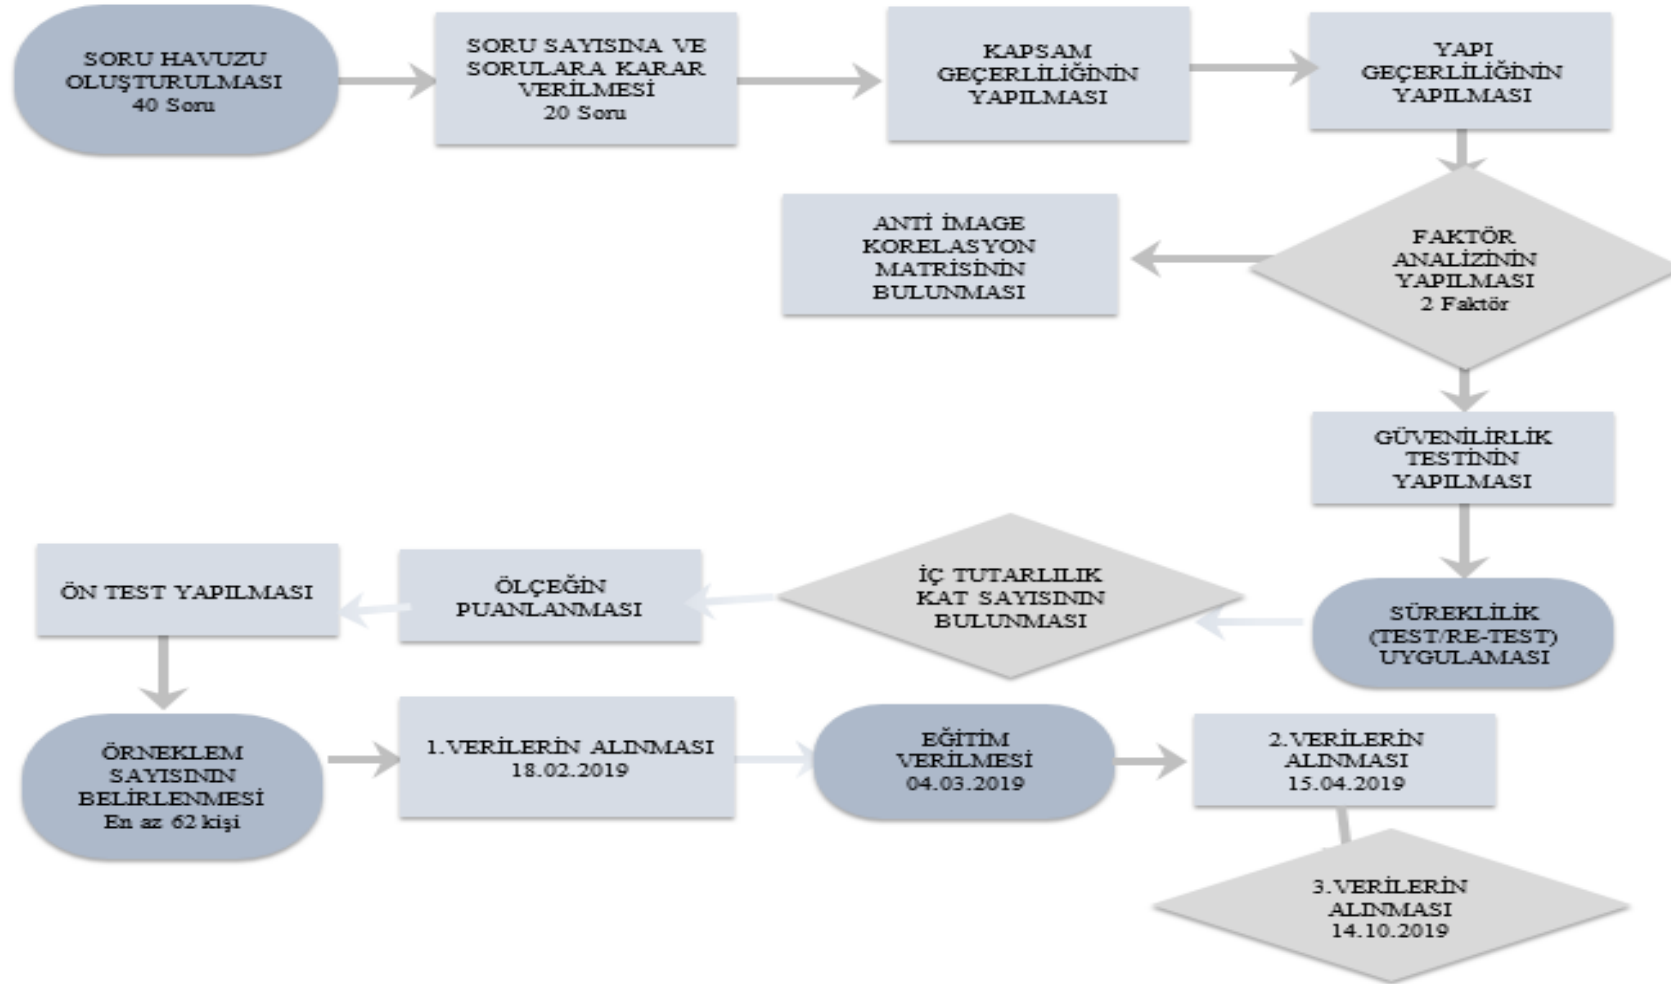 SORU HAVUZU
OLUŞTURULMASI
40 Soru
SORU SAYISINA VE
SORULARA KARAR
VERİLMESİ
20 Soru
KAPSAM
GEÇERLİLİĞİNİN
YAPILMASI
YAPI
GEÇERLİLİĞİNİN
YAPILMASI
ANTİ İMAGE
KORELASYON
MATRİSİNİN
BULUNMASI
FAKTÖR
ANALİZİNİN
YAPILMASI
2 Faktör
GÜVENİLİRLİK
TESTİNİN
YAPILMASI
ÖN TEST YAPILMASI
ÖLÇEĞİN
PUANLANMASI
İÇ TUTARLILIK
KAT SAYISININ
BULUNMASI
SÜREKLİLİK
(TEST/RE-TEST)
UYGULAMASI
ÖRNEKLEM
SAYISININ
BELİRLENMESİ
En az 62 kişi
1.VERİLERİN ALINMASI
18.02.2019
EĞİTİM
VERİLMESİ
04.03.2019
2.VERİLERİN
ALINMASI
15.04.2019
3.VERİLERİN
ALINMASI
14.10.2019